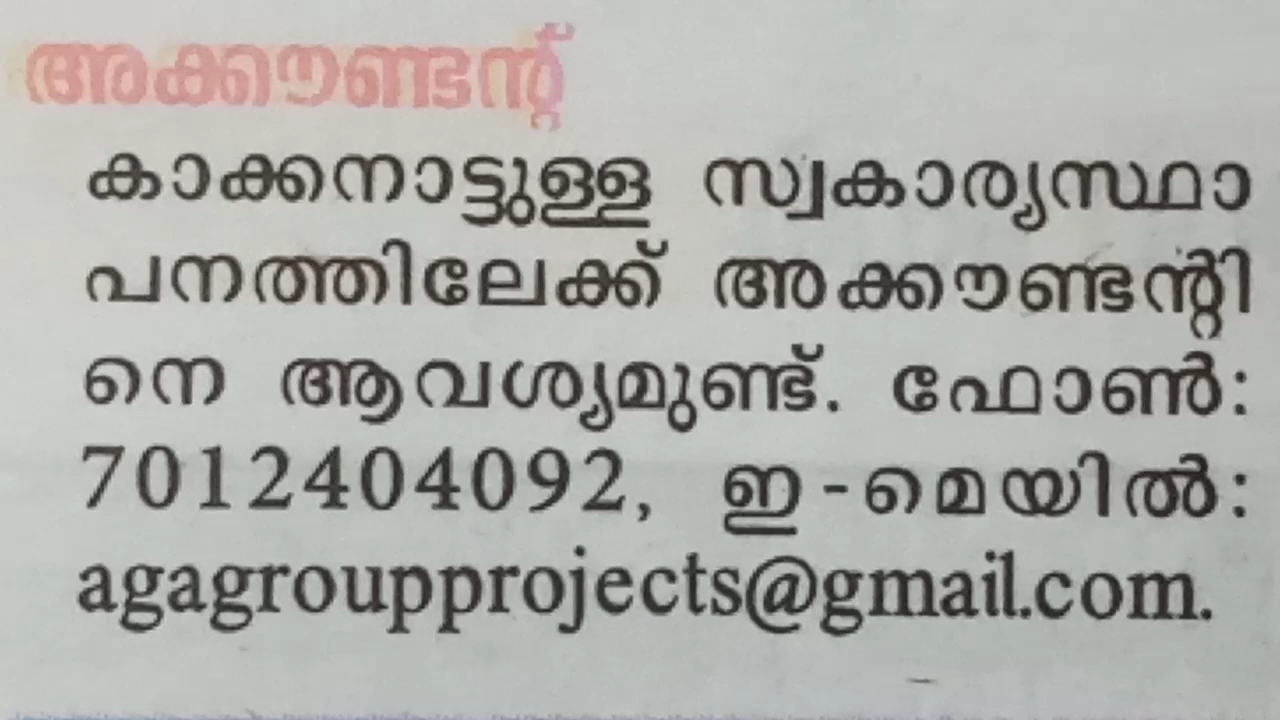 അക്കൗണ്ടന്റ്
കാക്കനാട്ടുള്ള സ്വകാര്യസ്ഥാ
പനത്തിലേക്ക് അക്കൗണ്ടന്റി
നെ ആവശ്യമുണ്ട്. ഫോൺ:
7012404092, ഇ-മെയിൽ:
agagroupprojects@gmail.com.